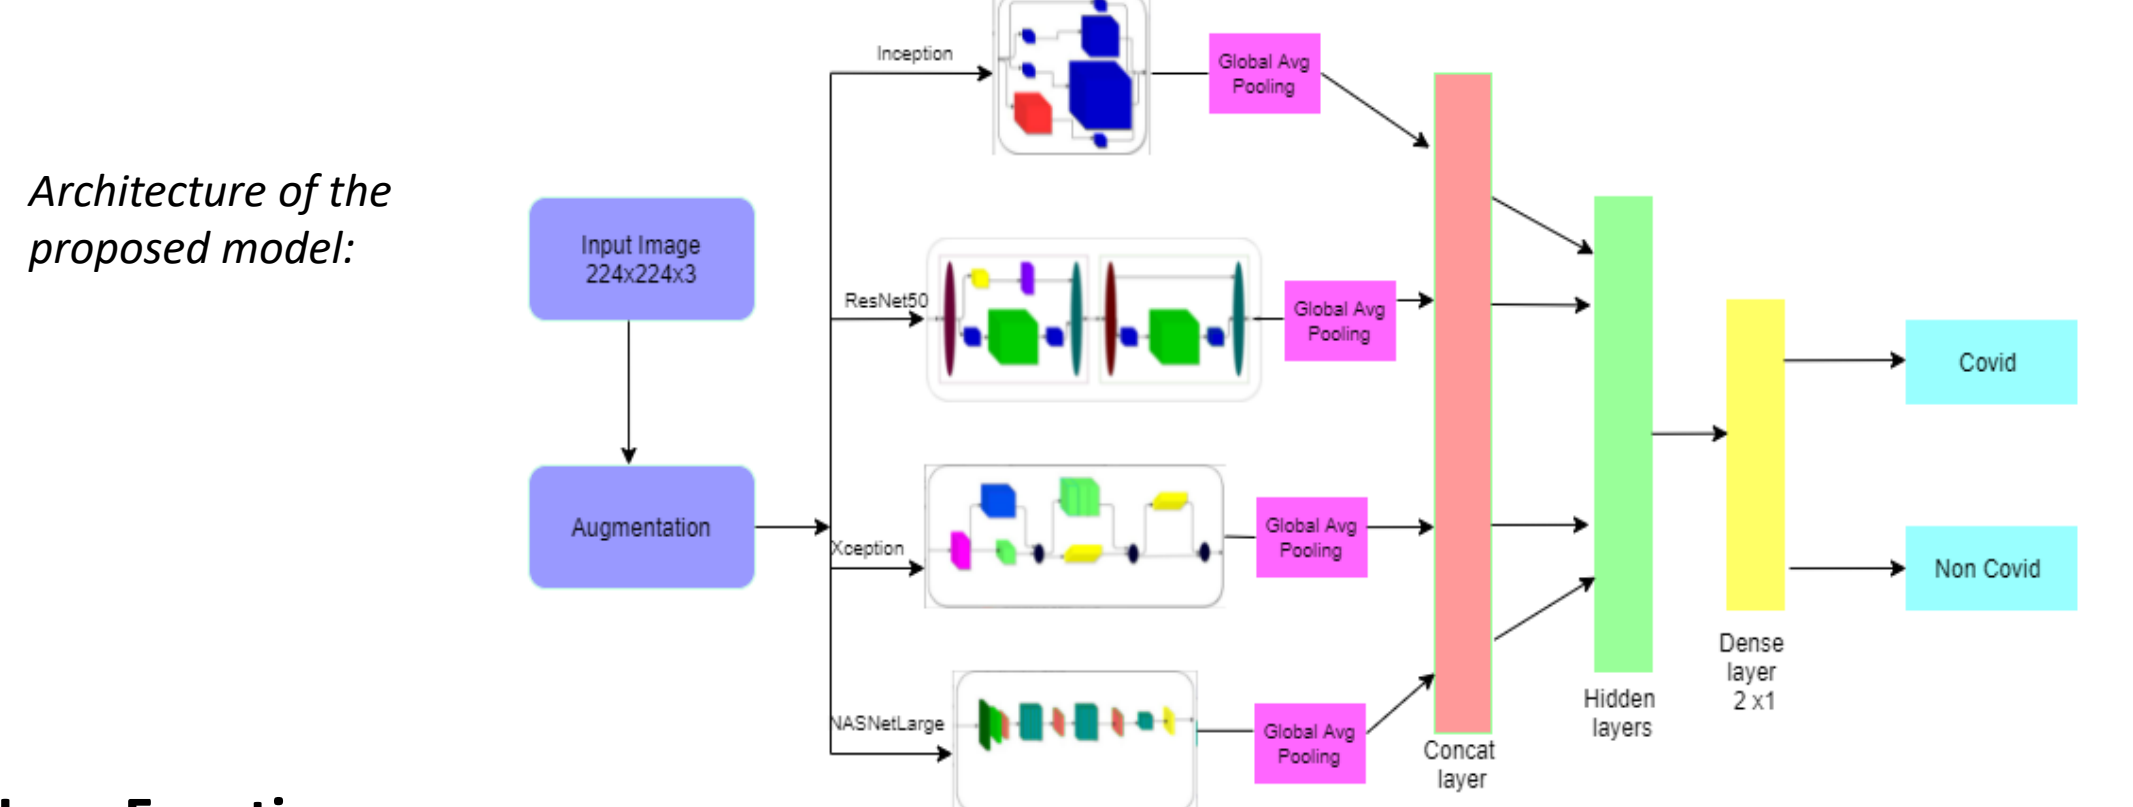 Architecture of the
proposed model:
Input Image
224x224x3
Augmentation
Inception
ResNet50
Xception
NASNetLarge
Global Avg
Pooling
Global Avg
Pooling
Global Avg
Pooling
Global Avg
Pooling
Concat
layer
Hidden
layers
Dense
layer
2 x1
Covid
Non Covid